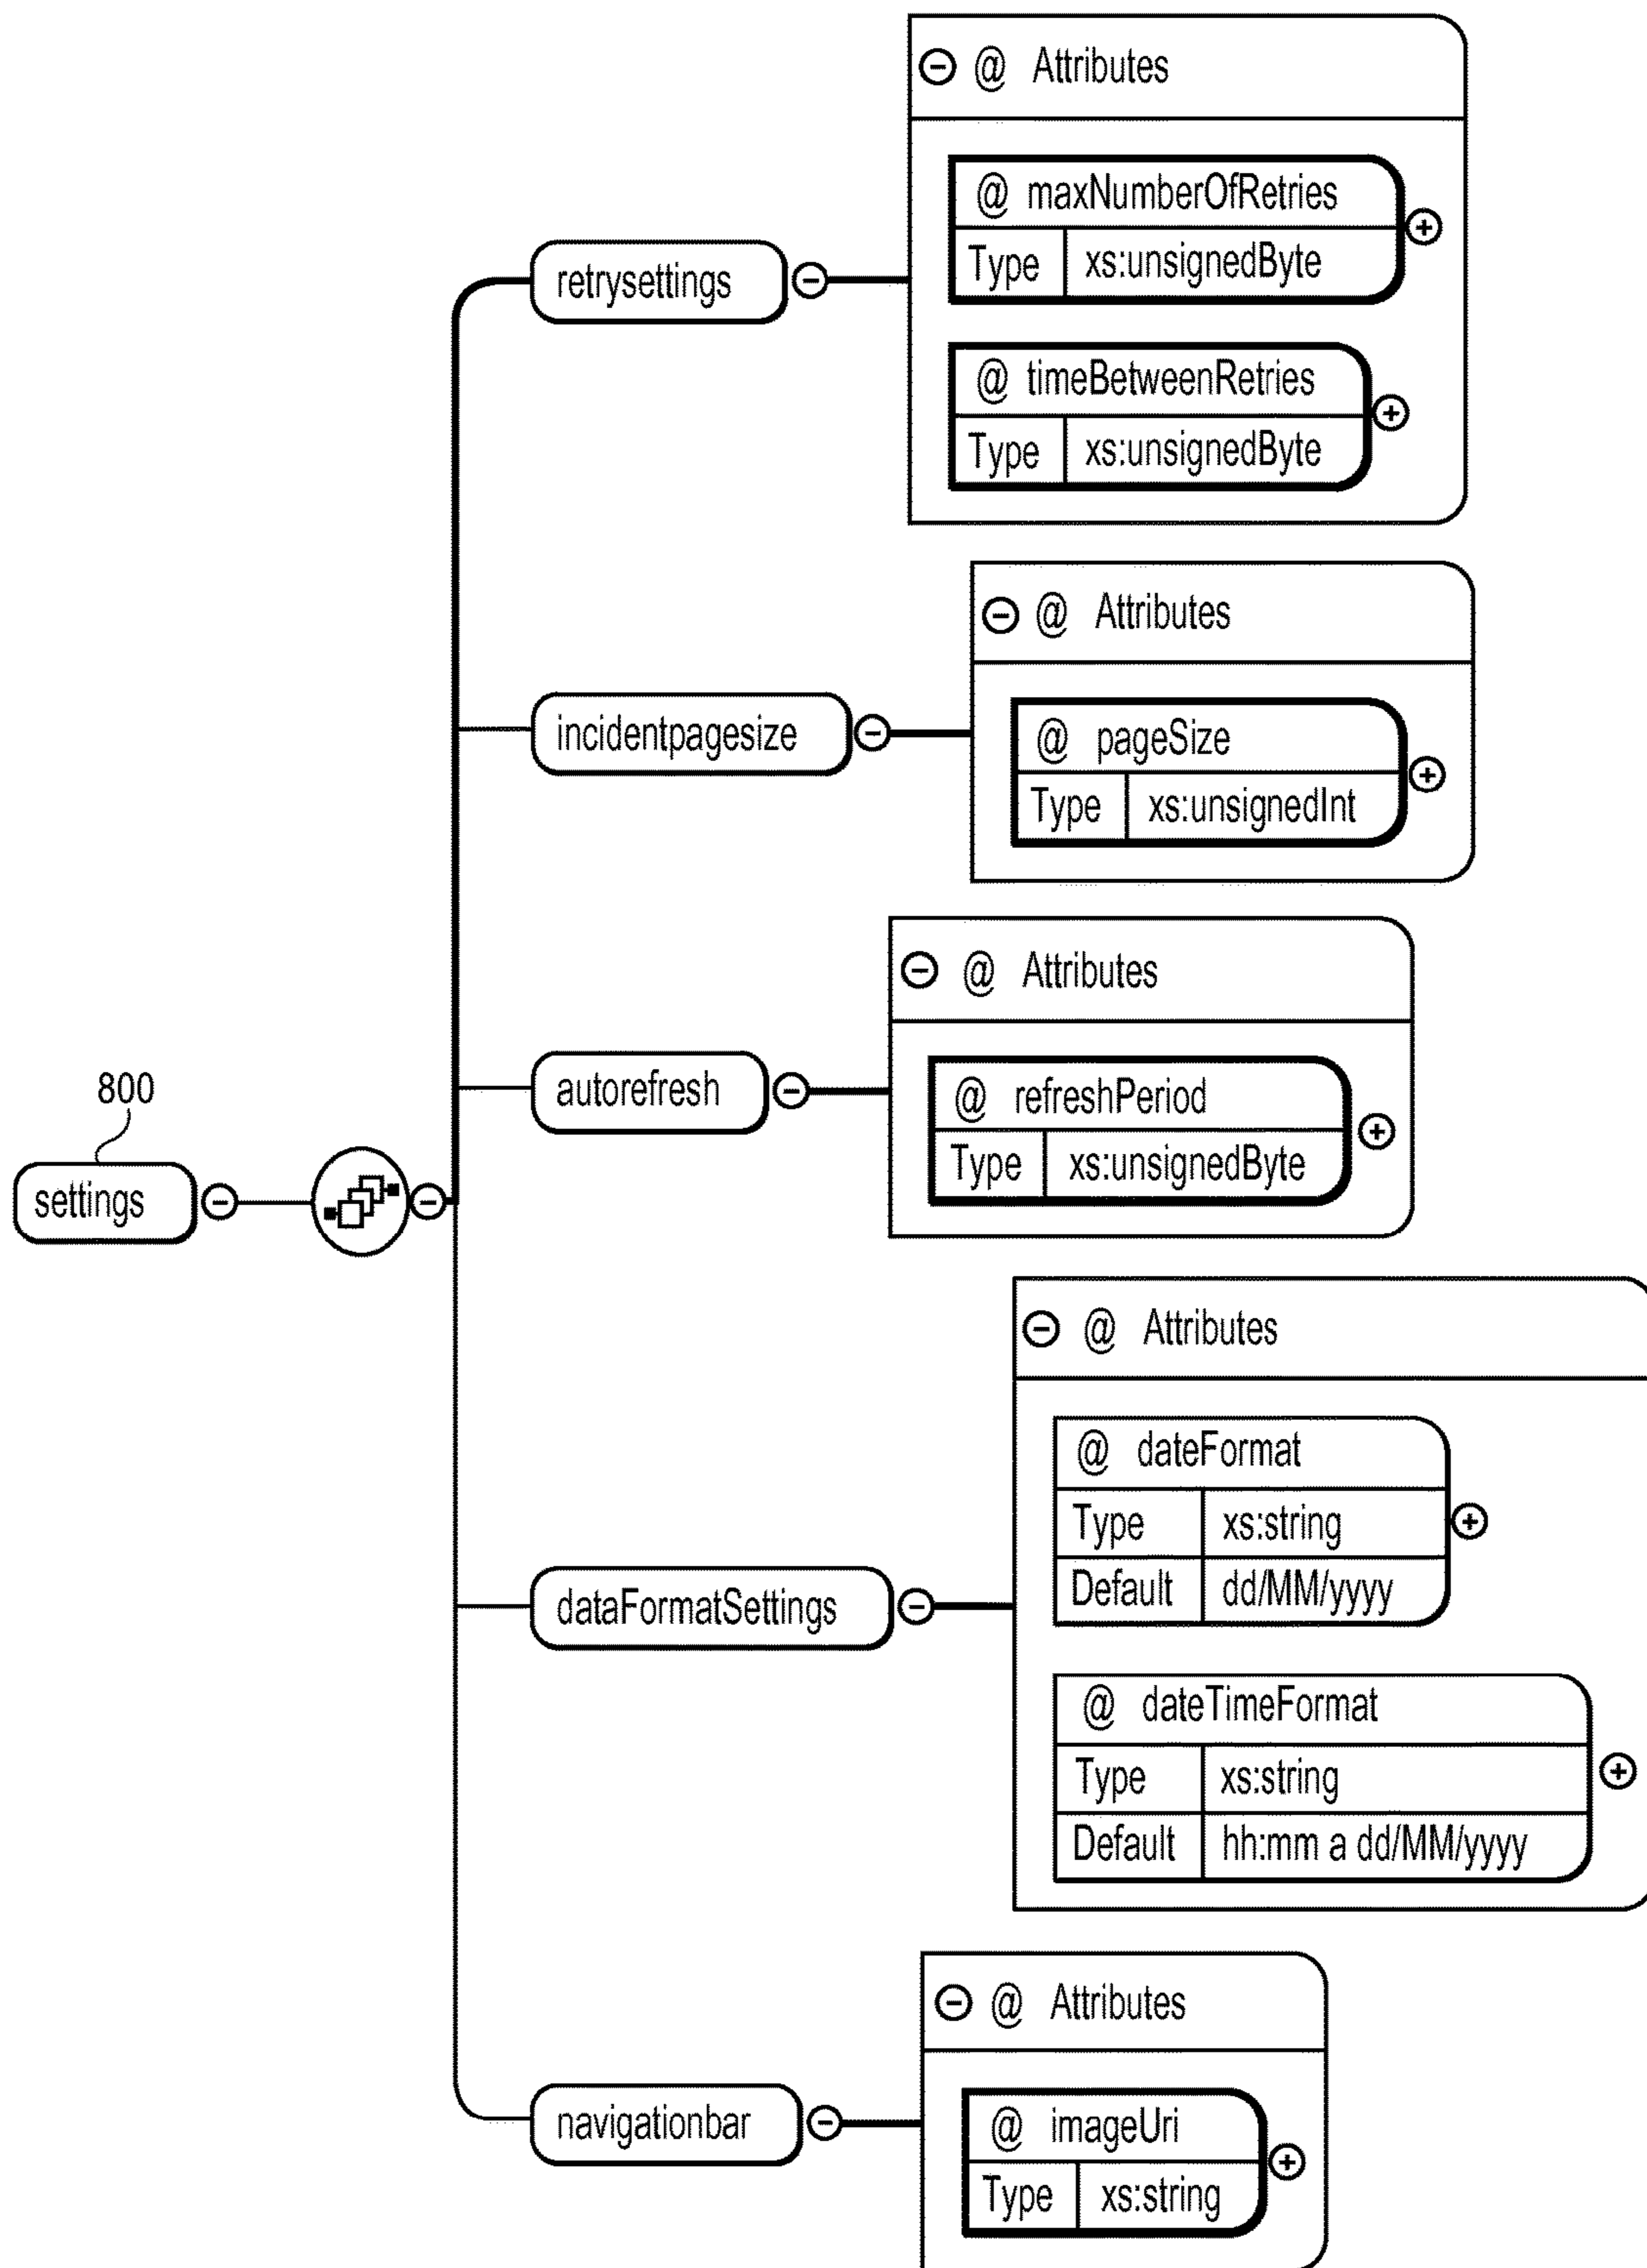 @ Attributes
@ maxNumberOfRetries
Type xs:unsignedByte
retrysettings
@ timeBetweenRetries
Type xs:unsignedByte
@ Attributes
@ pageSize
incidentpagesize
Type xs:unsignedInt
@ Attributes
@ refreshPeriod
autorefresh
Type xs:unsignedByte
800
settings
@ Attributes
@ dateFormat
Type xs:string
Default dd/MM/yyyy
dataFormatSettings
@ dateTimeFormat
Type xs:string
Default hh:mm a dd/MM/yyyy
@ Attributes
@ imageUri
navigationbar
Type xs:string